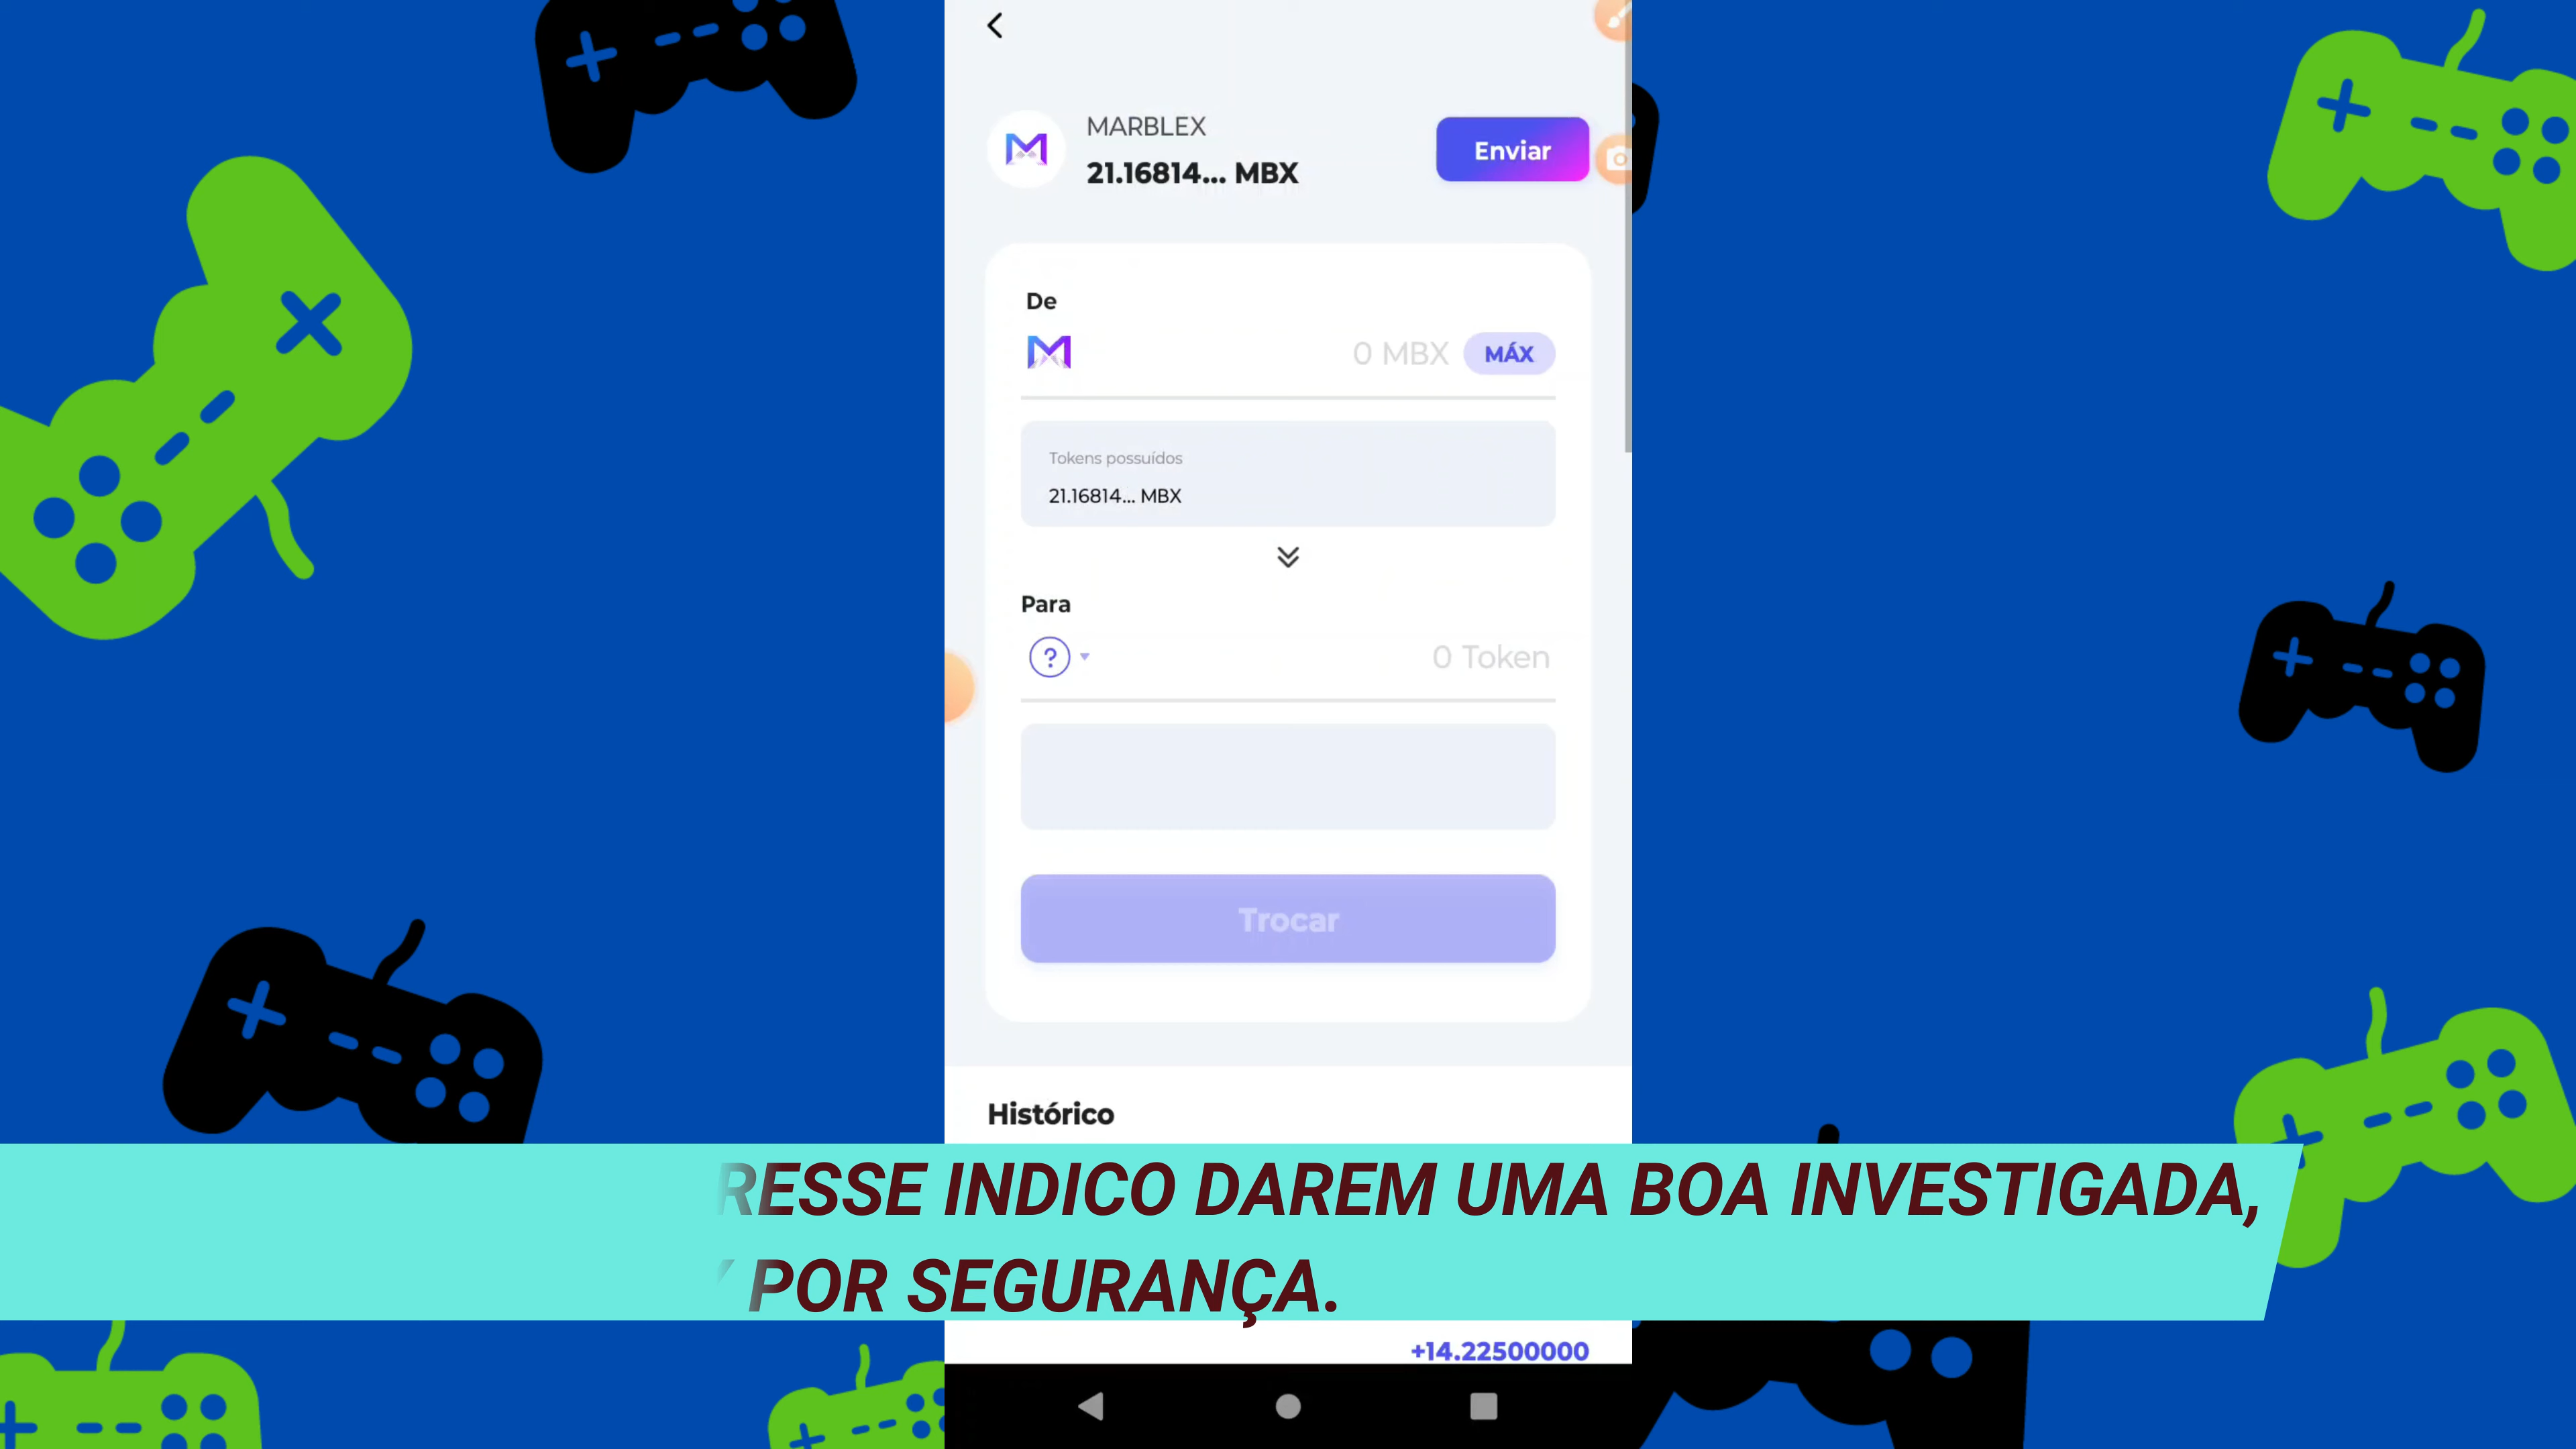 MARBLEX
21.16814... MBX
Enviar
De
0 MBX MÁX
Tokens possuídos
21.16814... MBX
Para
? 0 Token
Trocar
Histórico
RESSE INDICO DAREM UMA BOA INVESTIGADA,
POR SEGURANÇA.
+14.22500000